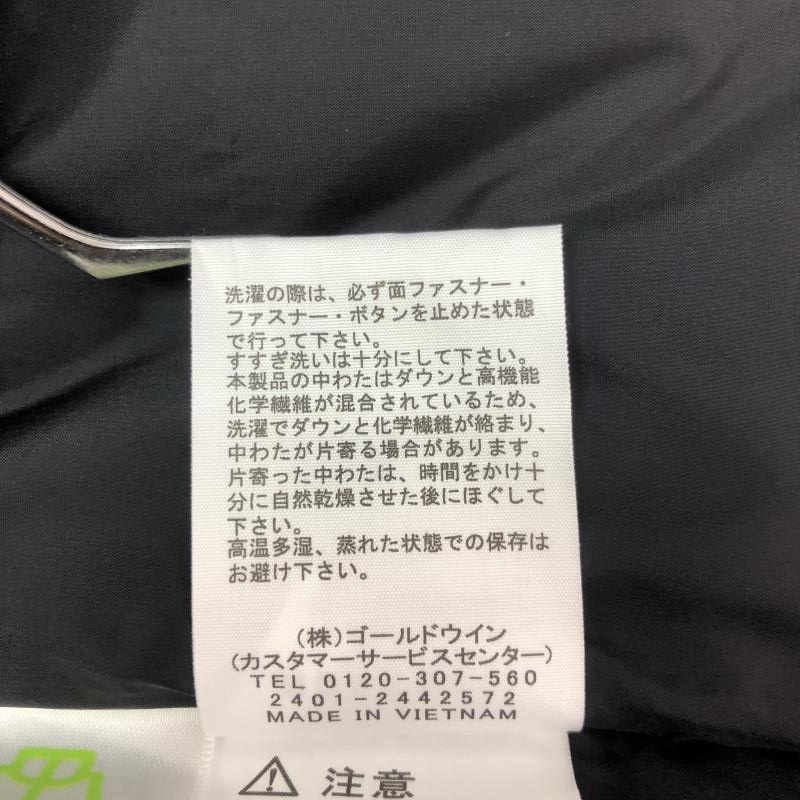 洗濯の際は、必ず面ファスナー・
ファスナー・ボタンを止めた状態
で行って下さい。
すすぎ洗いは十分にして下さい。
本製品の中わたはダウンと高機能
化学繊維が混合されているため、
洗濯でダウンと化学繊維が絡まり、
中わたが片寄る場合があります。
片寄った中わたは、時間をかけ十
分に自然乾燥させた後にほぐして
下さい。
高温多湿、蒸れた状態での保存は
お避け下さい。
(株)ゴールドウイン
(カスタマーサービスセンター)
TEL 0120-307-560
2401-2442572
MADE IN VIETNAM
注意